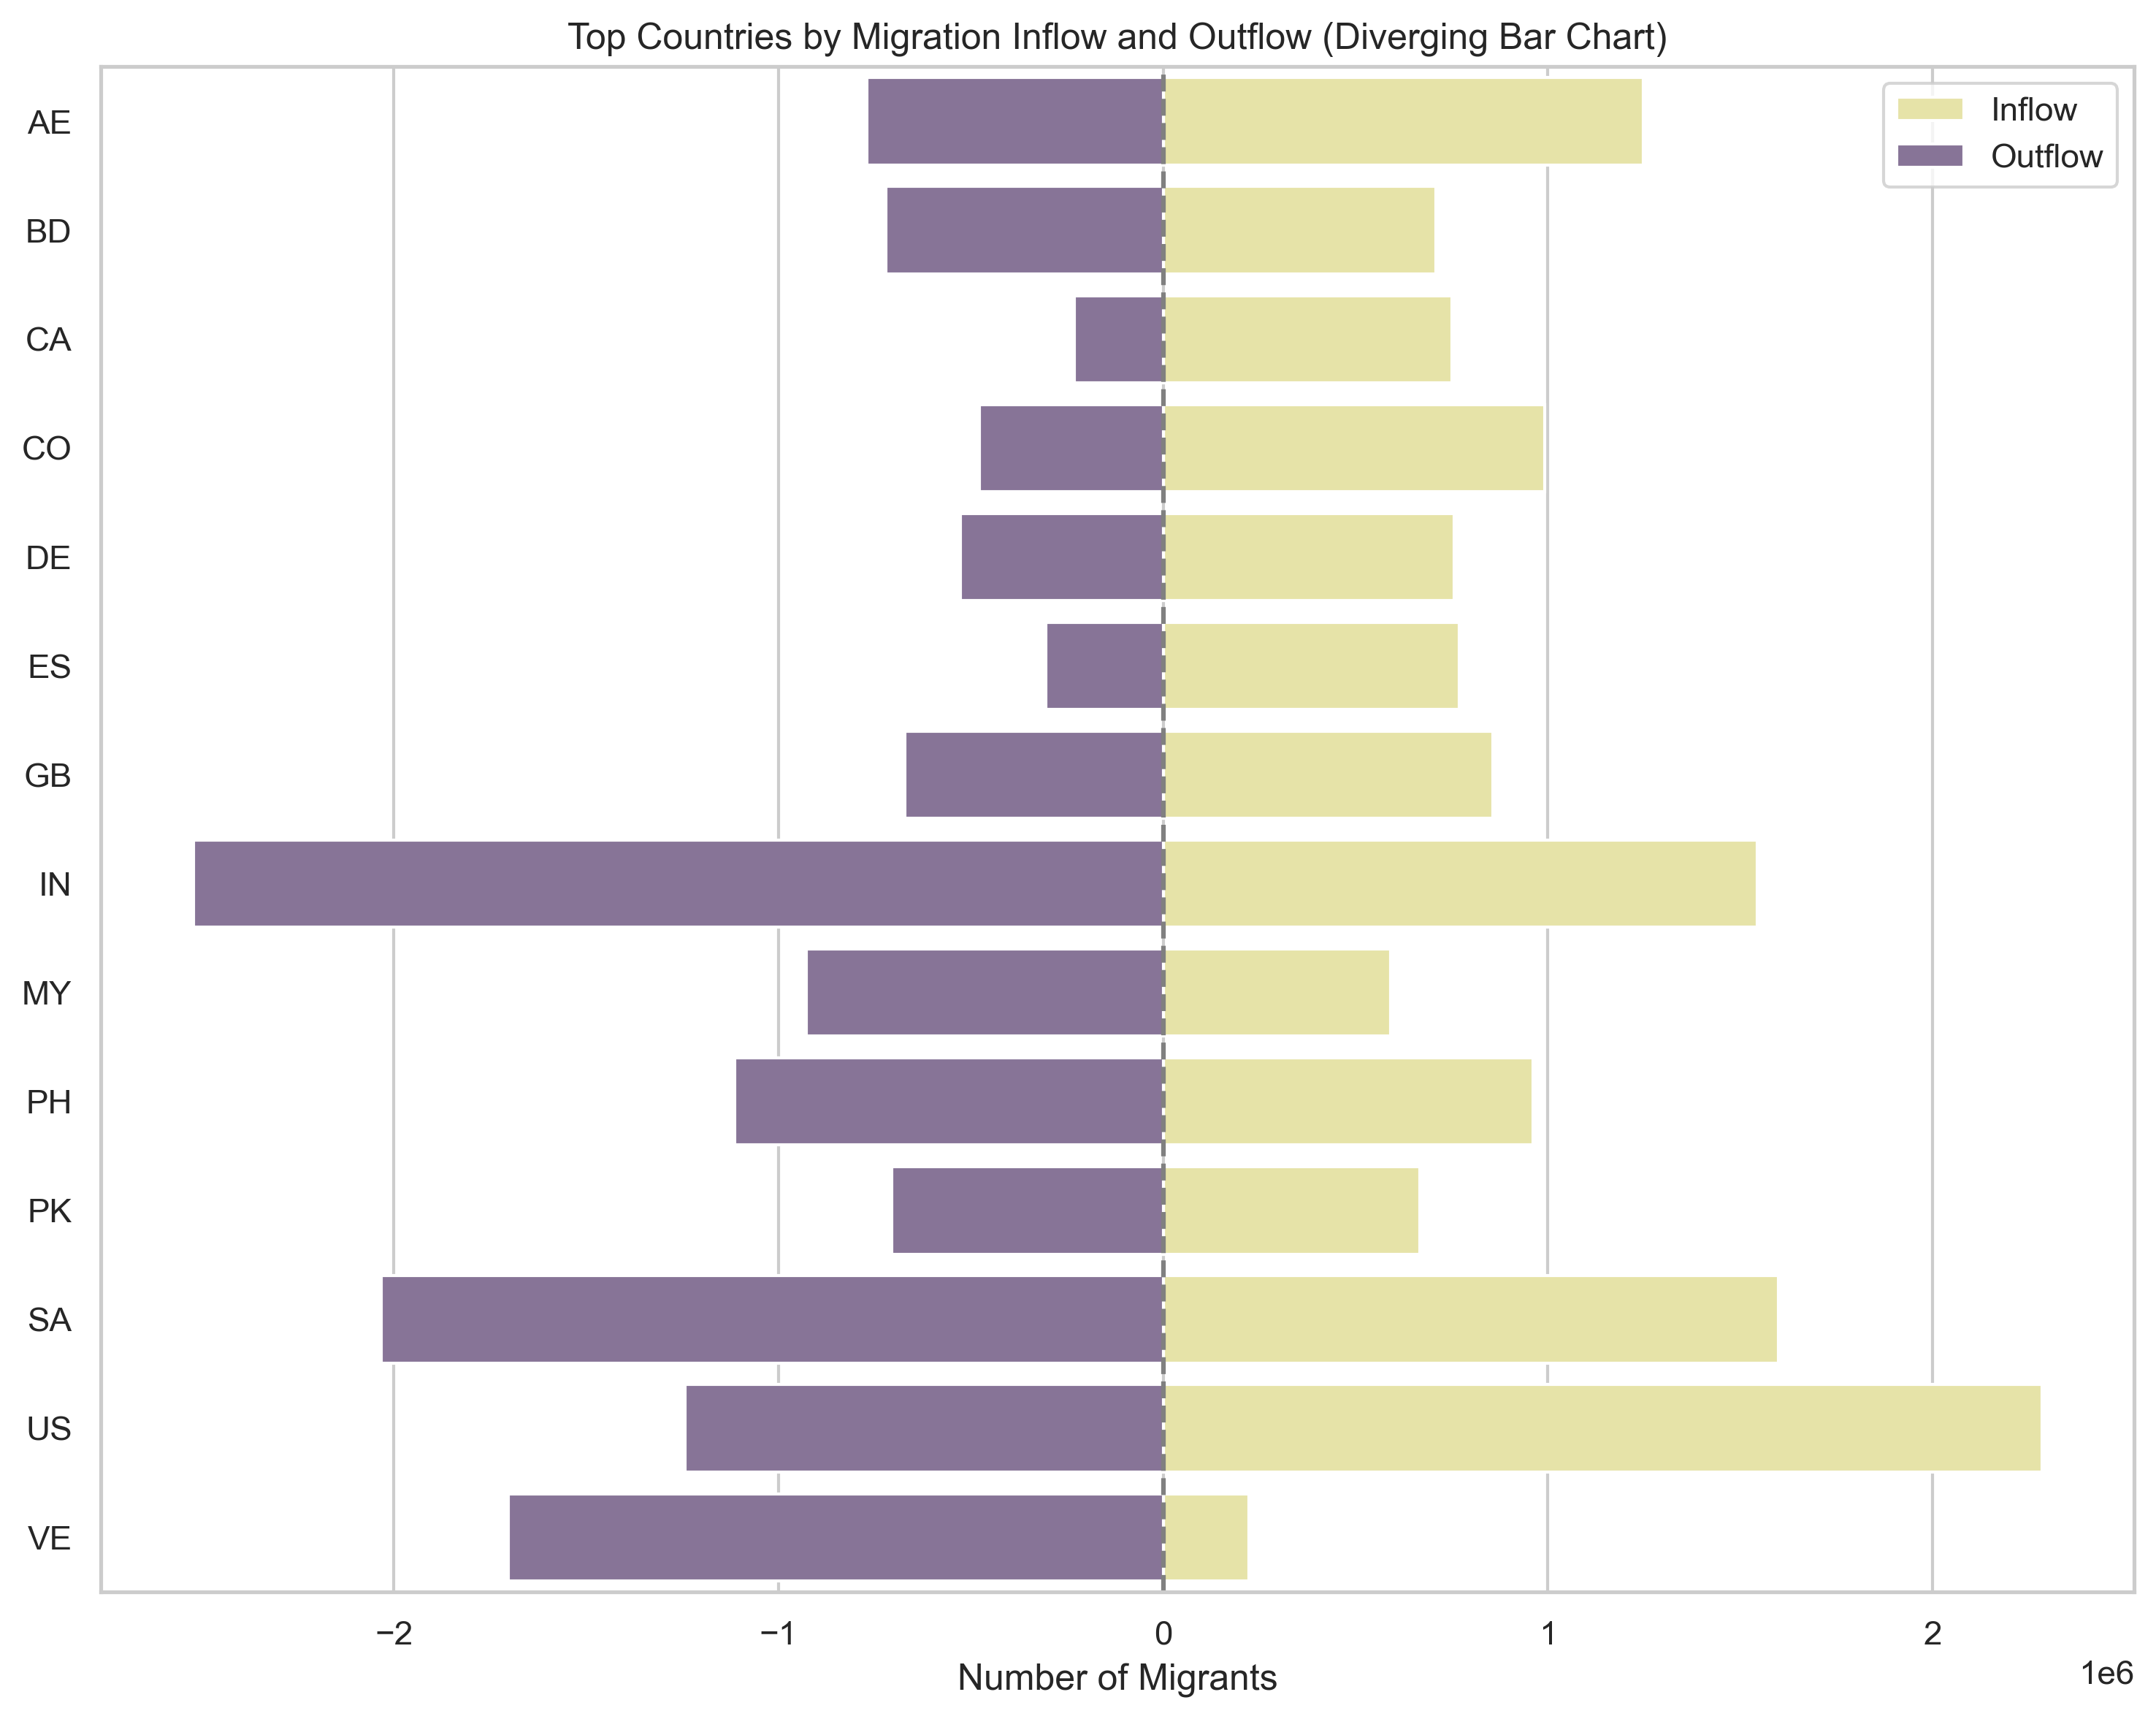 Top Countries by Migration Inflow and Outflow (Diverging Bar Chart)
Inflow
Outflow
AE
BD
CA
CO
DE
ES
GB
IN
MY
PH
PK
SA
US
VE
−2 −1 0 1 2
1e6
Number of Migrants